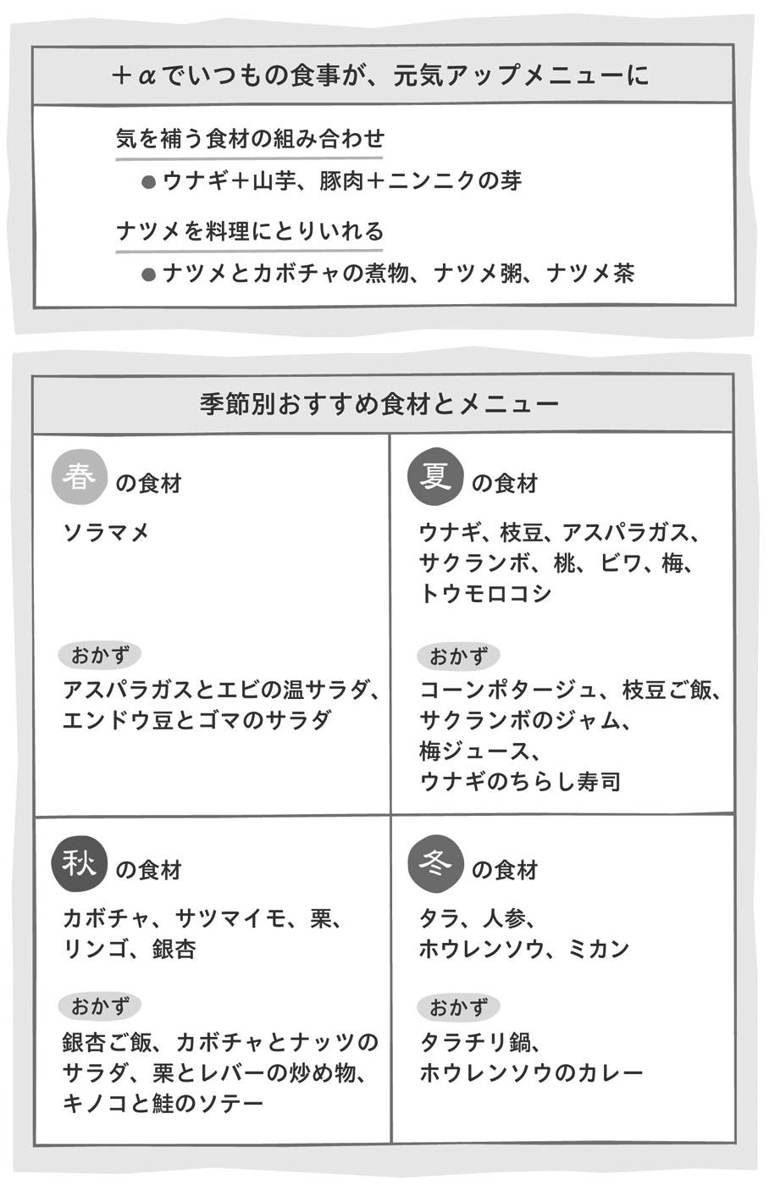 ＋αでいつもの食事が、元気アップメニューに
気を補う食材の組み合わせ
●ウナギ＋山芋、豚肉＋ニンニクの芽
ナツメを料理にとりいれる
●ナツメとカボチャの煮物、ナツメ粥、ナツメ茶
季節別おすすめ食材とメニュー
春の食材
ソラマメ
おかず
アスパラガスとエビの温サラダ、
エンドウ豆とゴマのサラダ
夏の食材
ウナギ、枝豆、アスパラガス、
サクランボ、桃、ビワ、梅、
トウモロコシ
おかず
コーンポタージュ、枝豆ご飯、
サクランボのジャム、
梅ジュース、
ウナギのちらし寿司
秋の食材
カボチャ、サツマイモ、栗、
リンゴ、銀杏
おかず
銀杏ご飯、カボチャとナッツの
サラダ、栗とレバーの炒め物、
キノコと鮭のソテー
冬の食材
タラ、人参、
ホウレンソウ、ミカン
おかず
タラチリ鍋、
ホウレンソウのカレー